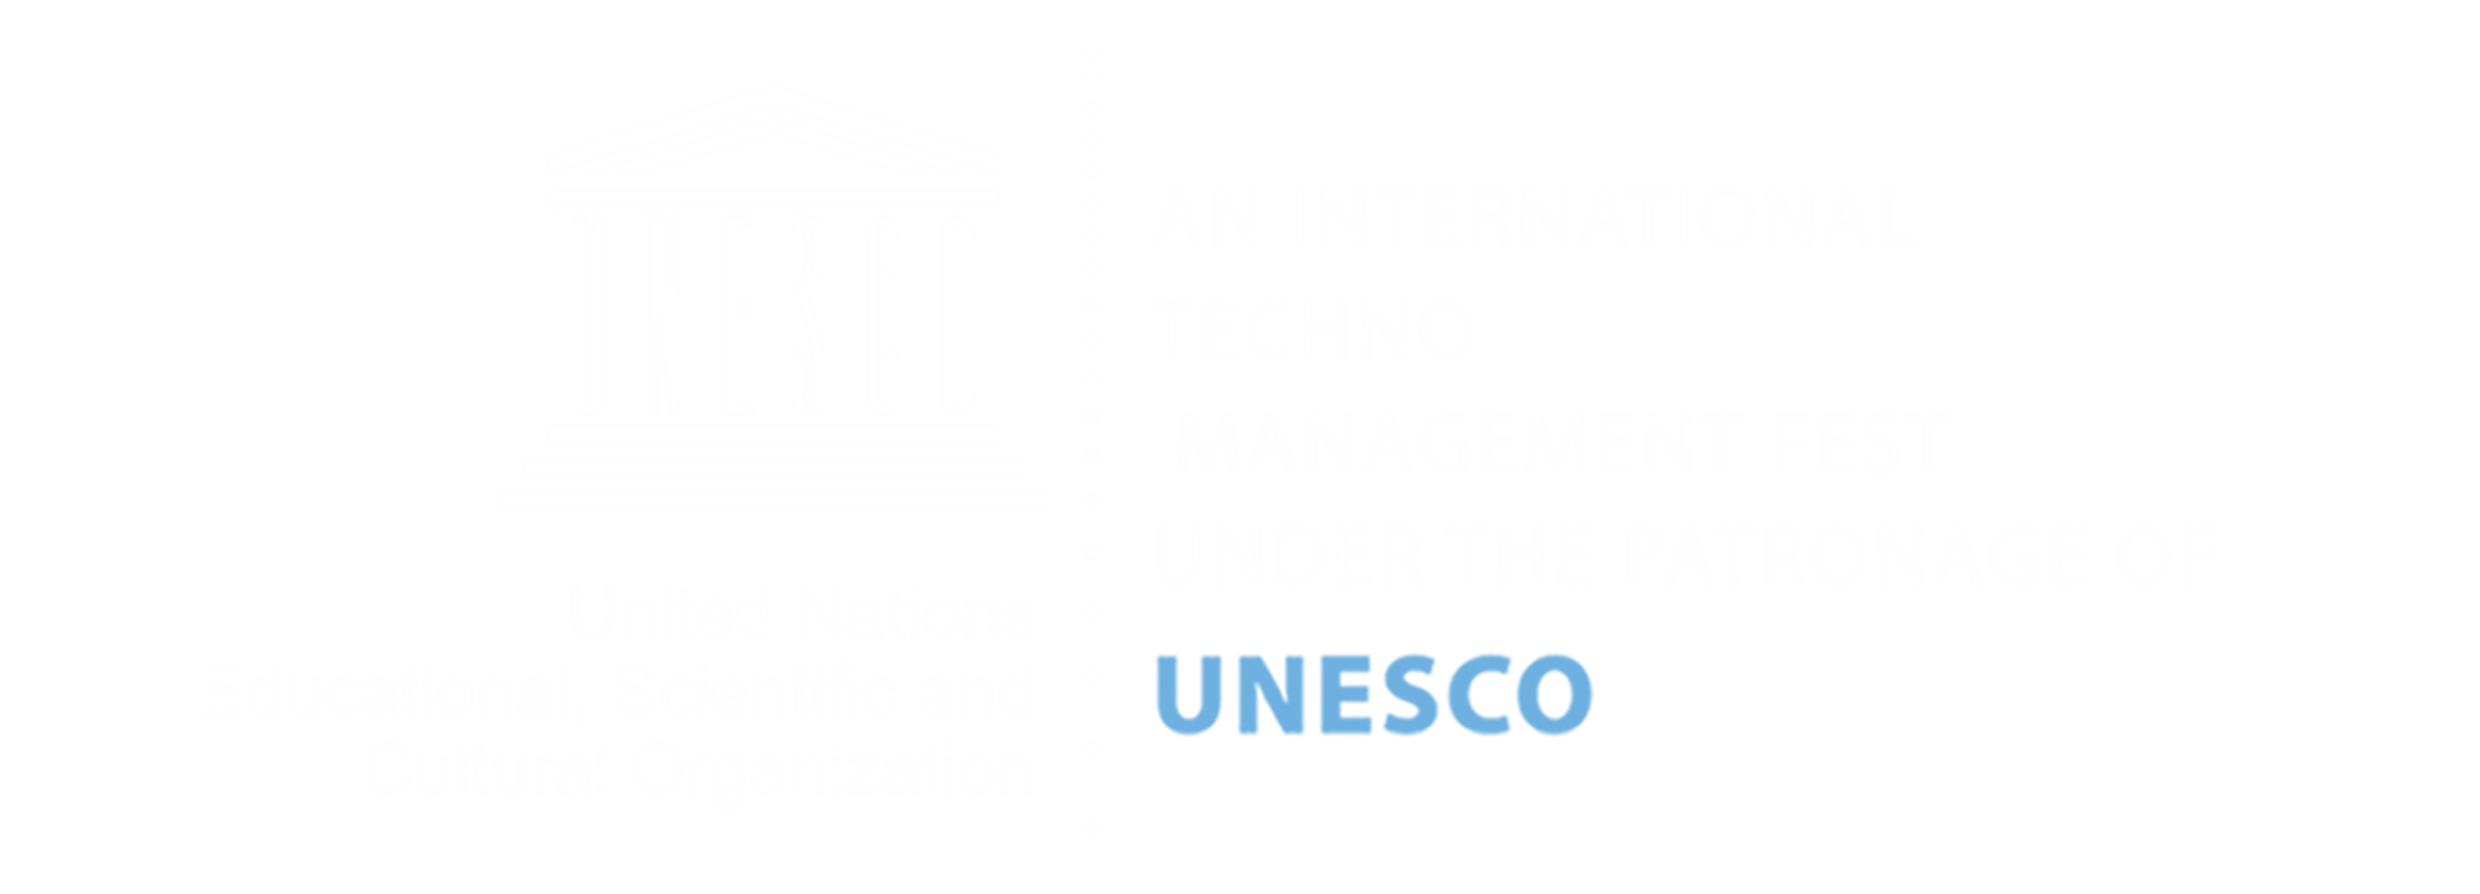 UNESCO
United Nations
Educational, Scientific and
Cultural Organization
AN INTERNATIONAL
TECHNO
MANAGEMENT FEST
UNDER THE PATRONAGE OF
UNESCO